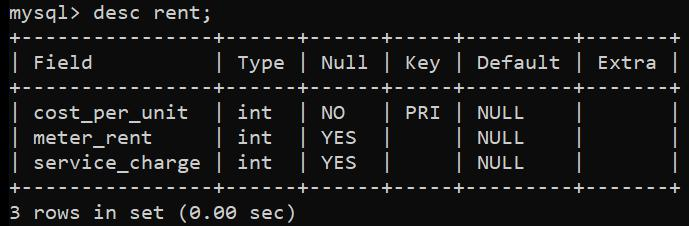 mysql> desc rent;
+----------------+------+------+-----+---------+-------+
| Field          | Type | Null | Key | Default | Extra |
+----------------+------+------+-----+---------+-------+
| cost_per_unit  | int  | NO   | PRI | NULL    |       |
| meter_rent     | int  | YES  |     | NULL    |       |
| service_charge | int  | YES  |     | NULL    |       |
+----------------+------+------+-----+---------+-------+
3 rows in set (0.00 sec)